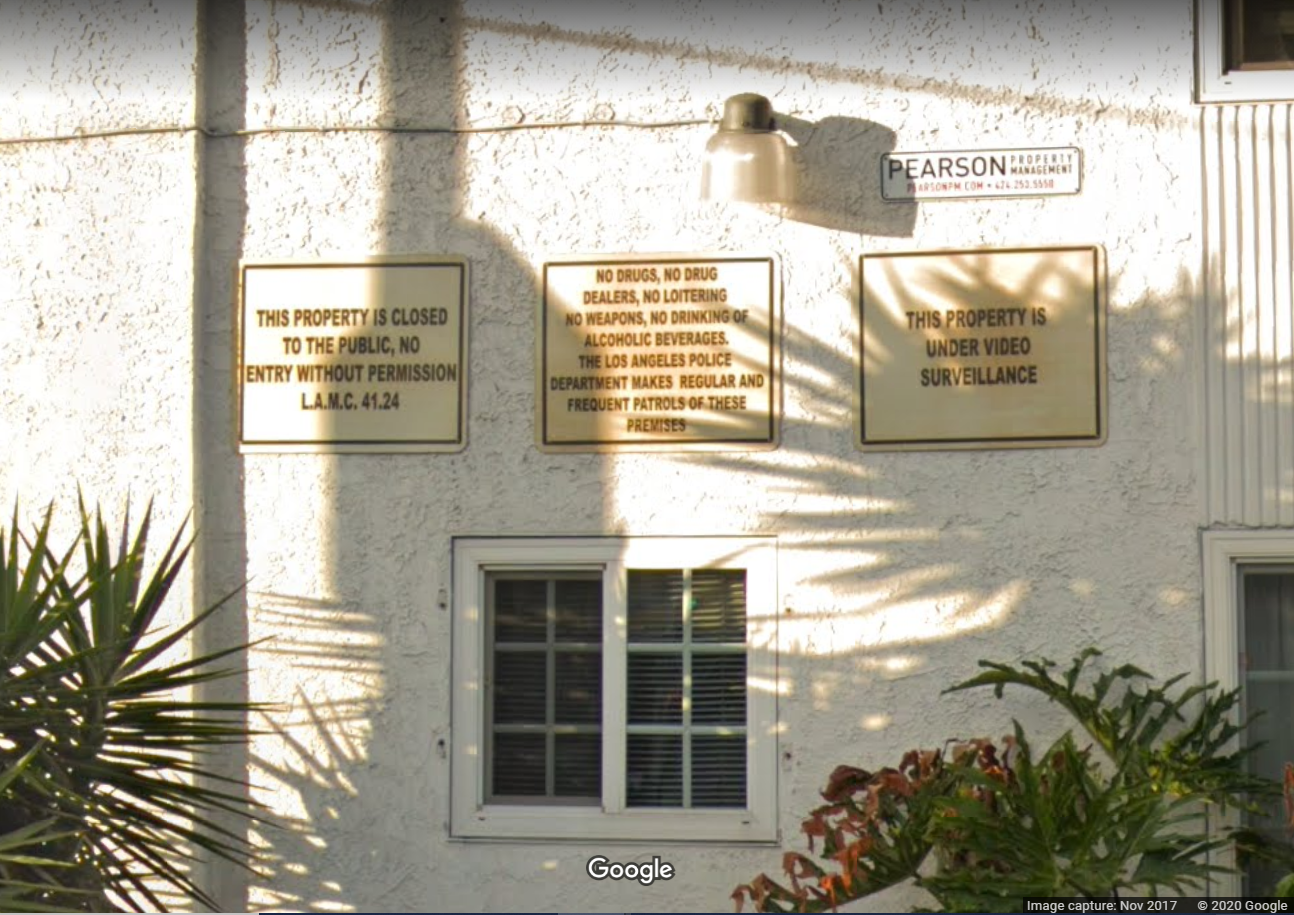 PEARSON PROPERTY MANAGEMENT
PEARSONPM.COM • 424.253.5550
THIS PROPERTY IS CLOSED
TO THE PUBLIC, NO
ENTRY WITHOUT PERMISSION
L.A.M.C. 41.24
NO DRUGS, NO DRUG
DEALERS, NO LOITERING
NO WEAPONS, NO DRINKING OF
ALCOHOLIC BEVERAGES.
THE LOS ANGELES POLICE
DEPARTMENT MAKES REGULAR AND
FREQUENT PATROLS OF THESE
PREMISES
THIS PROPERTY IS
UNDER VIDEO
SURVEILLANCE
Google
Image capture: Nov 2017 © 2020 Google